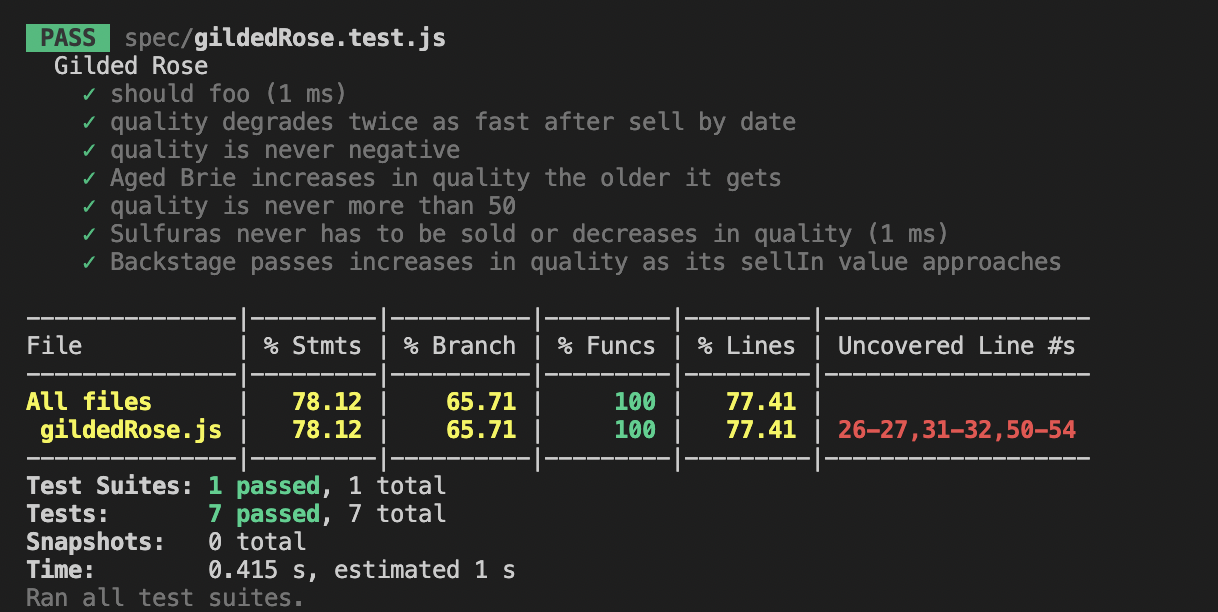 PASS spec/gildedRose.test.js
Gilded Rose
✓ should foo (1 ms)
✓ quality degrades twice as fast after sell by date
✓ quality is never negative
✓ Aged Brie increases in quality the older it gets
✓ quality is never more than 50
✓ Sulfuras never has to be sold or decreases in quality (1 ms)
✓ Backstage passes increases in quality as its sellIn value approaches
---------------|---------|----------|---------|---------|-------------------
File | % Stmts | % Branch | % Funcs | % Lines | Uncovered Line #s
---------------|---------|----------|---------|---------|-------------------
All files | 78.12 | 65.71 | 100 | 77.41 |
gildedRose.js | 78.12 | 65.71 | 100 | 77.41 | 26-27,31-32,50-54
---------------|---------|----------|---------|---------|-------------------
Test Suites: 1 passed, 1 total
Tests: 7 passed, 7 total
Snapshots: 0 total
Time: 0.415 s, estimated 1 s
Ran all test suites.